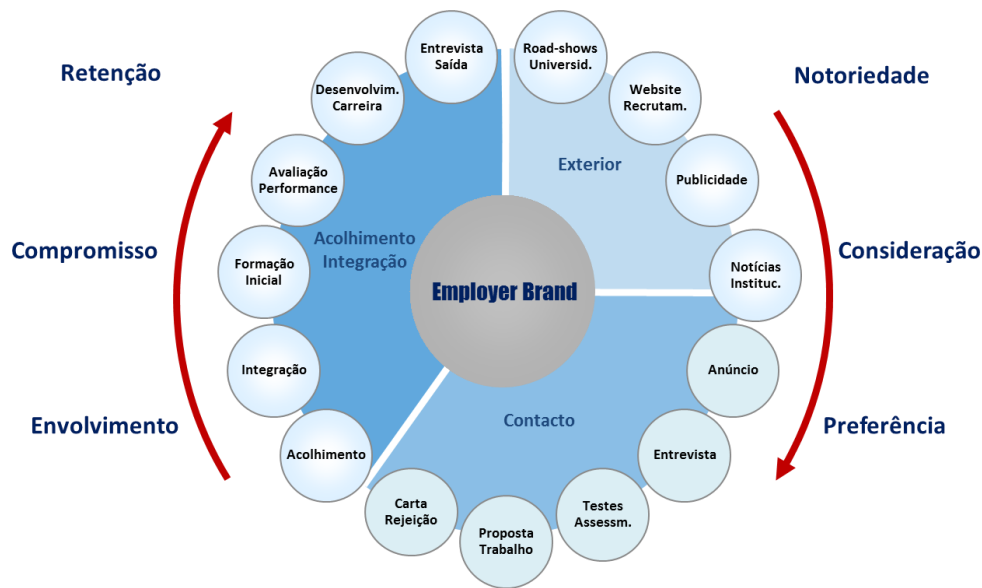 Retenção
Compromisso
Envolvimento
Entrevista
Saída
Desenvolvim.
Carreira
Avaliação
Performance
Formação
Inicial
Integração
Acolhimento
Acolhimento
Integração
Employer Brand
Exterior
Contacto
Road-shows
Universid.
Website
Recrutam.
Publicidade
Notícias
Instituc.
Anúncio
Entrevista
Testes
Assessm.
Proposta
Trabalho
Carta
Rejeição
Notoriedade
Consideração
Preferência